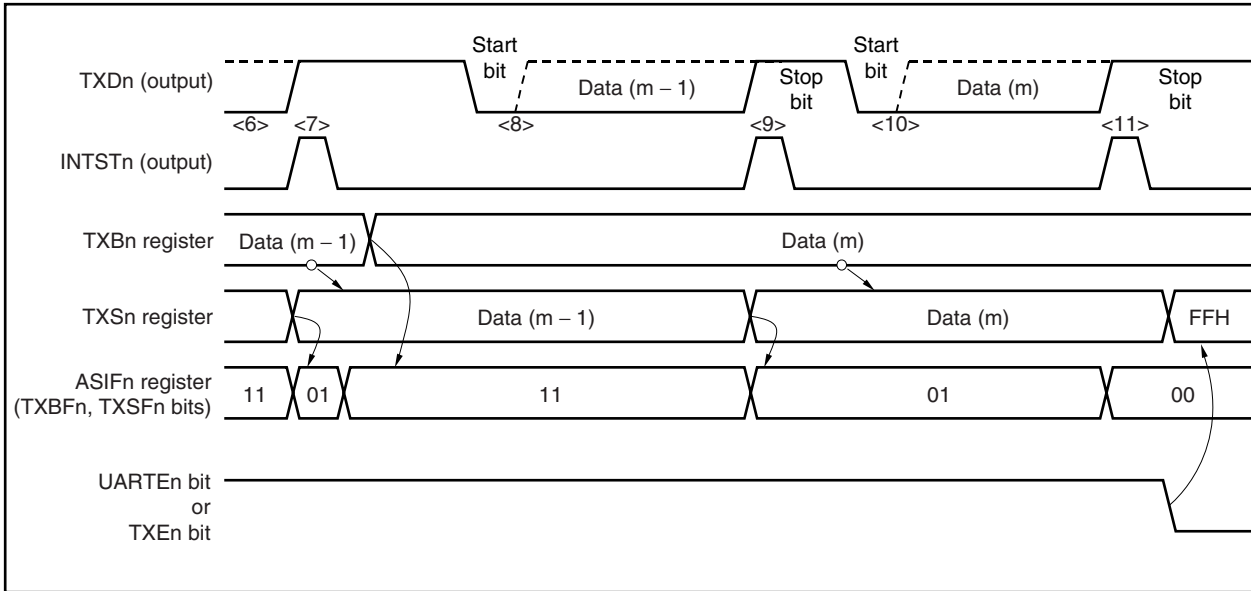 TXDn (output)
Start
bit
Data (m − 1)
Stop
bit
Start
bit
Data (m)
Stop
bit
<6>
<7>
<8>
<9>
<10>
<11>
INTSTn (output)
TXBn register
Data (m − 1)
Data (m)
TXSn register
Data (m − 1)
Data (m)
FFH
ASIFn register
(TXBFn, TXSFn bits)
11
01
11
01
00
UARTEn bit
or
TXEn bit